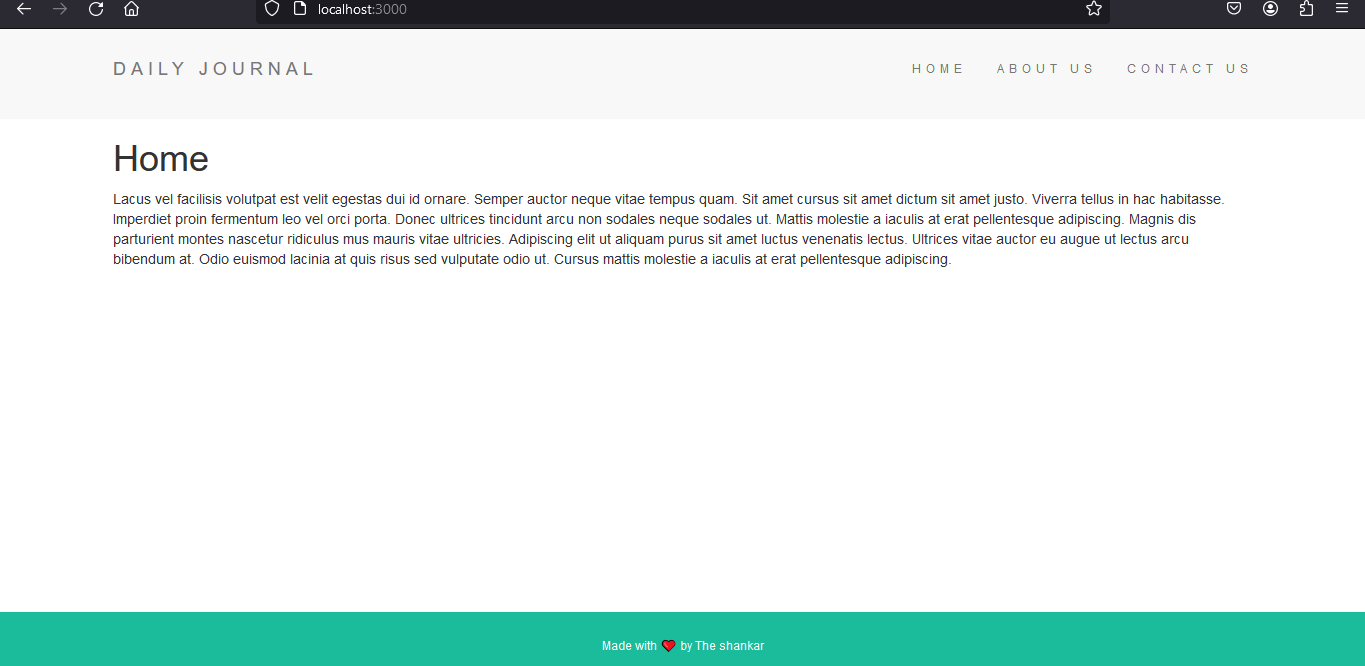 localhost:3000
DAILY JOURNAL
HOME ABOUT US CONTACT US
Home
Lacus vel facilisis volutpat est velit egestas dui id ornare. Semper auctor neque vitae tempus quam. Sit amet cursus sit amet dictum sit amet justo. Viverra tellus in hac habitasse.
Imperdiet proin fermentum leo vel orci porta. Donec ultrices tincidunt arcu non sodales neque sodales ut. Mattis molestie a iaculis at erat pellentesque adipiscing. Magnis dis
parturient montes nascetur ridiculus mus mauris vitae ultricies. Adipiscing elit ut aliquam purus sit amet luctus venenatis lectus. Ultrices vitae auctor eu augue ut lectus arcu
bibendum at. Odio euismod lacinia at quis risus sed vulputate odio ut. Cursus mattis molestie a iaculis at erat pellentesque adipiscing.
Made with ❤ by The shankar